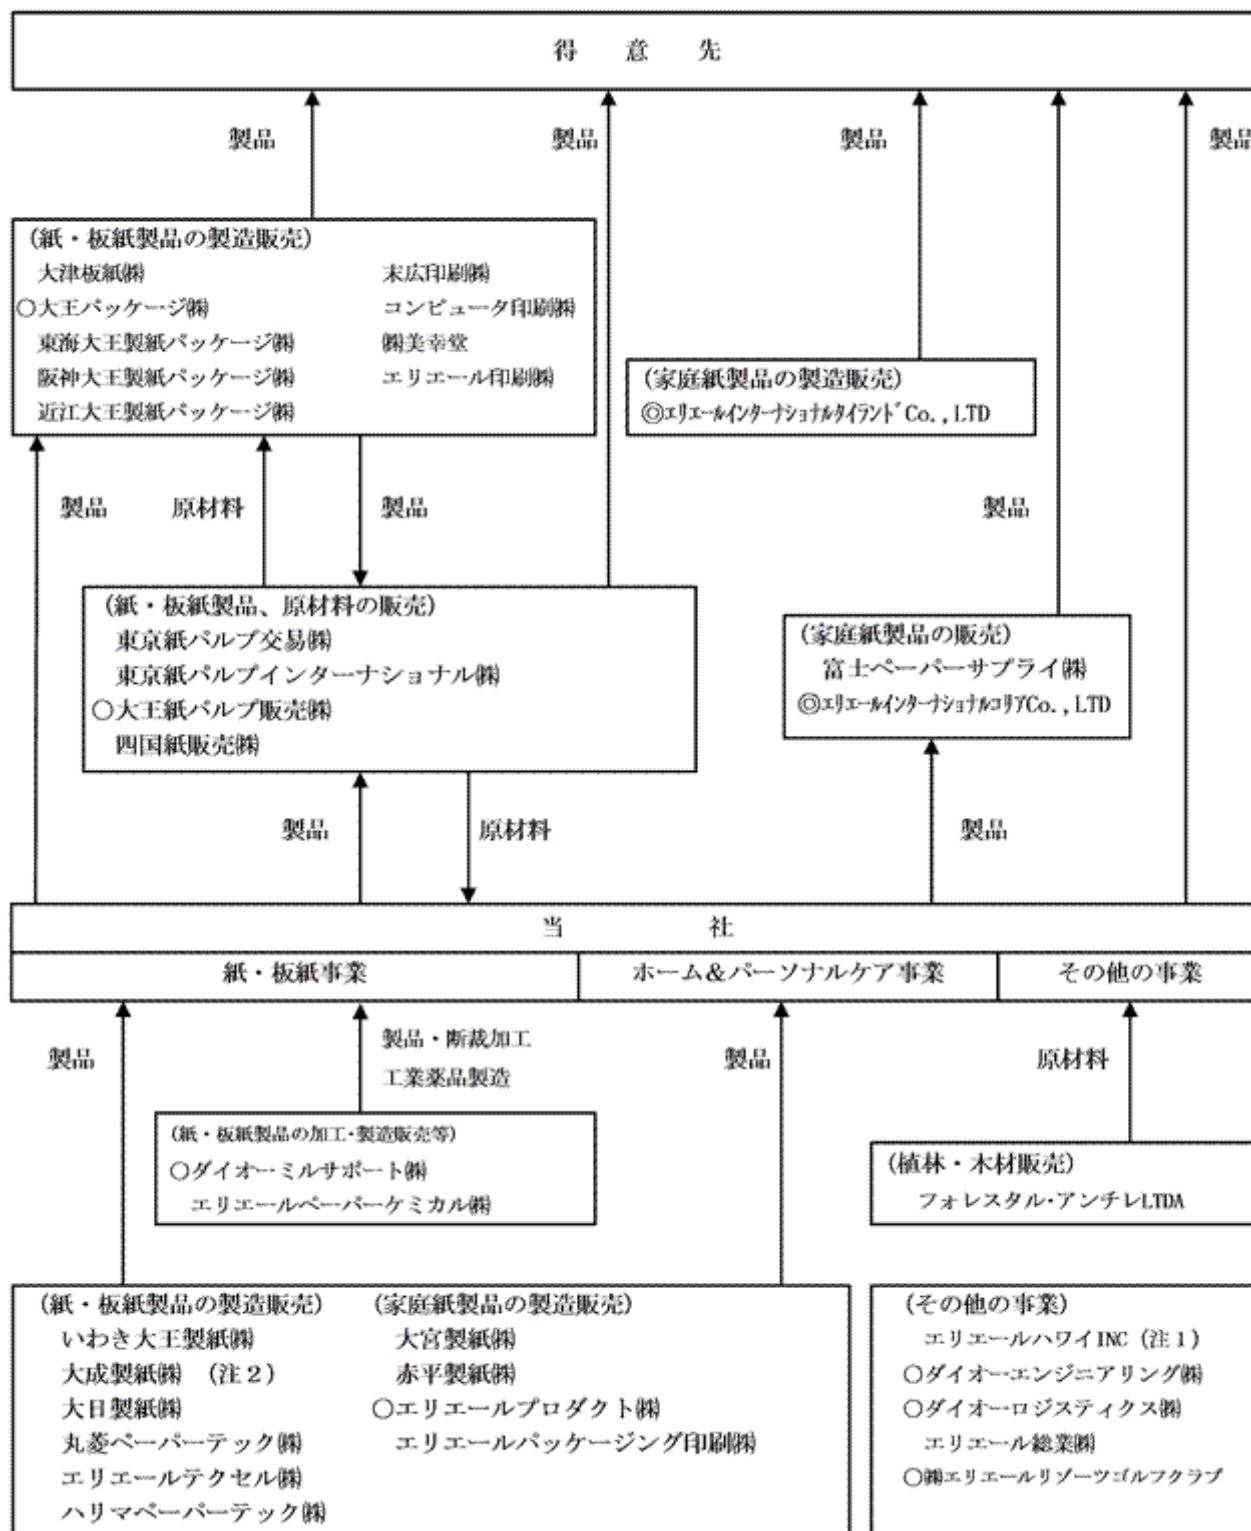 得 意 先
製品 製品 製品 製品
(紙・板紙製品の製造販売)
大津板紙㈱ 末広印刷㈱
○大王パッケージ㈱ コンピュータ印刷㈱
東海大王製紙パッケージ㈱ ㈱美幸堂
阪神大王製紙パッケージ㈱ エリエール印刷㈱
近江大王製紙パッケージ㈱
(家庭紙製品の製造販売)
◎エリエールインターナショナルタイランドCo.,LTD
製品 原材料 製品 製品
(紙・板紙製品、原材料の販売)
東京紙パルプ交易㈱
東京紙パルプインターナショナル㈱
○大王紙パルプ販売㈱
四国紙販売㈱
(家庭紙製品の販売)
富士ペーパーサプライ㈱
◎エリエールインターナショナルコリアCo.,LTD
製品 原材料 製品
当 社
紙・板紙事業 ホーム&パーソナルケア事業 その他の事業
製品 製品・断裁加工 製品 原材料
工業薬品製造
(紙・板紙製品の加工・製造販売等)
○ダイオーミルサポート㈱
エリエールペーパーケミカル㈱
(植林・木材販売)
フォレスタル・アンチレLTDA
(紙・板紙製品の製造販売) (家庭紙製品の製造販売)
いわき大王製紙㈱ 大宮製紙㈱
大成製紙㈱ (注2) 赤平製紙㈱
大日製紙㈱ ○エリエールプロダクト㈱
丸菱ペーパーテック㈱ エリエールパッケージング印刷㈱
エリエールテクセル㈱
ハリマペーパーテック㈱
(その他の事業)
エリエールハワイINC (注1)
○ダイオーエンジニアリング㈱
○ダイオーロジスティクス㈱
エリエール総業㈱
○㈱エリエールリゾーツゴルフクラブ